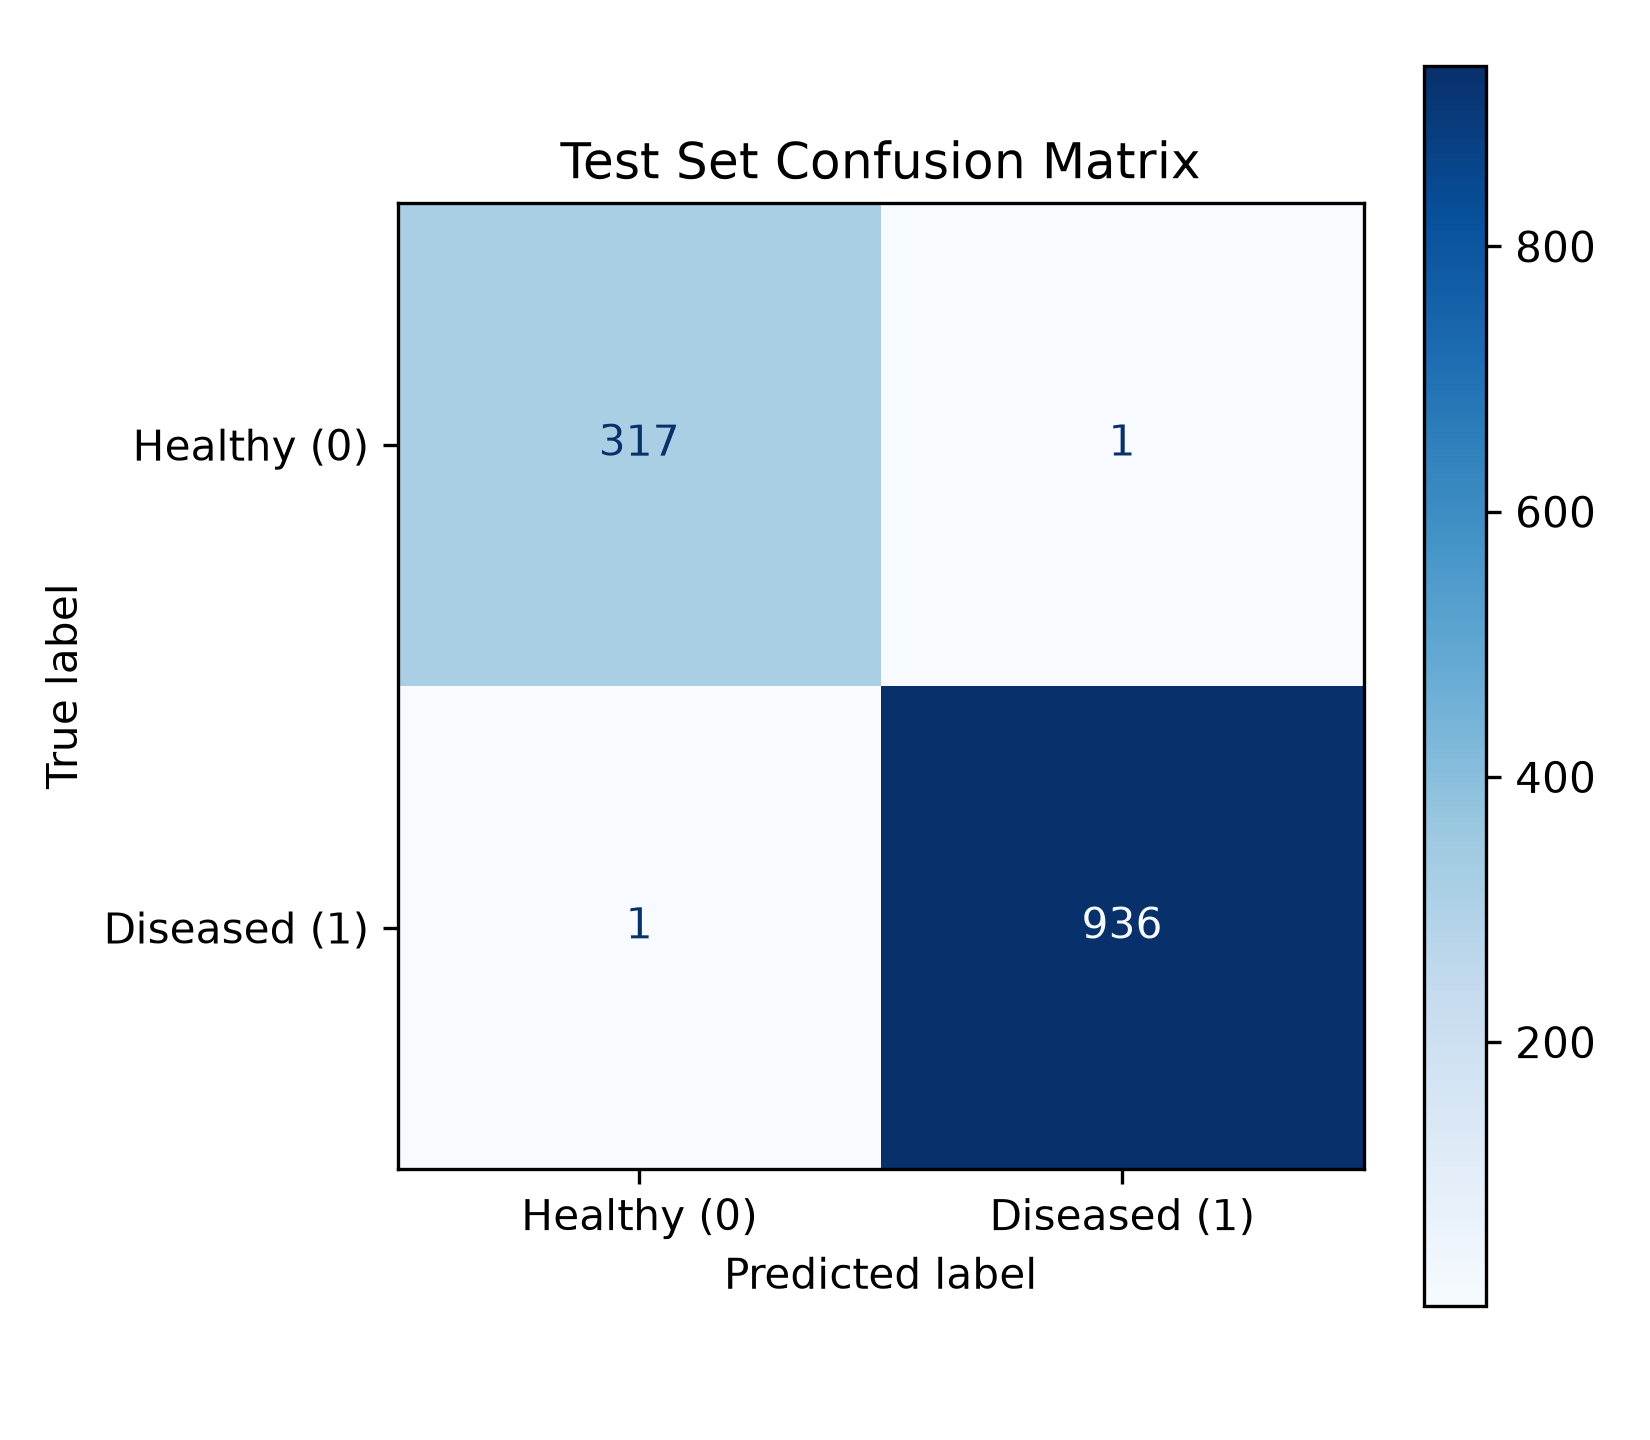 Test Set Confusion Matrix
True label
Healthy (0)
317
1
Diseased (1)
1
936
Healthy (0)
Diseased (1)
Predicted label
800
600
400
200